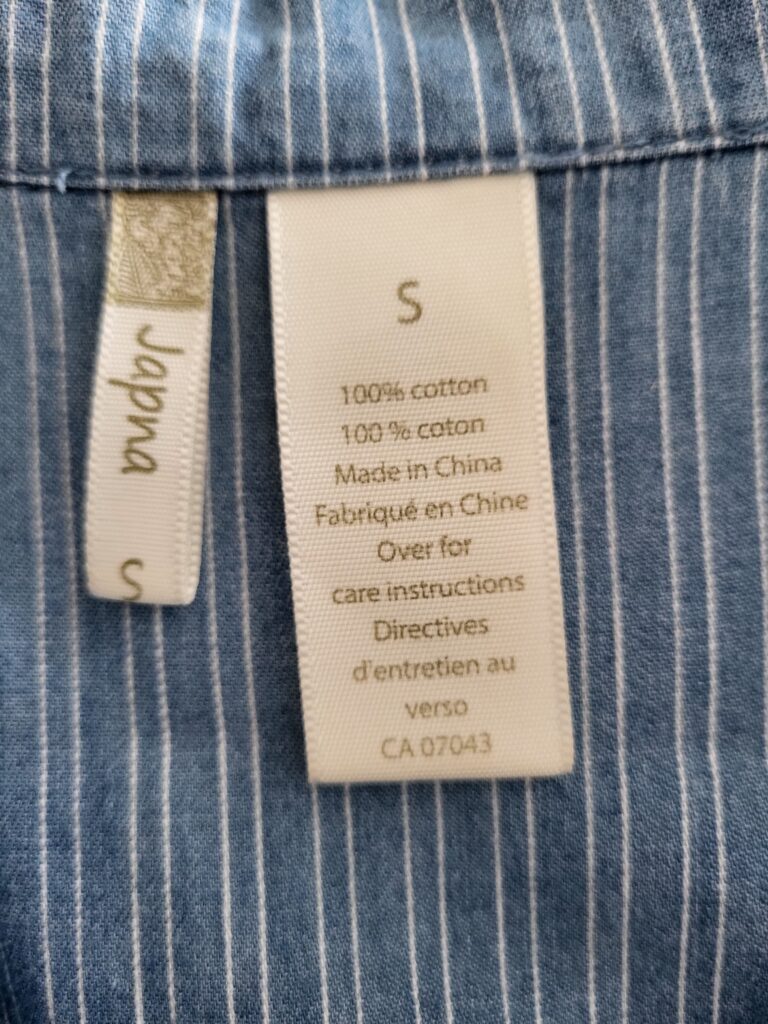 Japna
S
S
100% cotton
100 % coton
Made in China
Fabriqué en Chine
Over for
care instructions
Directives
d'entretien au
verso
CA 07043